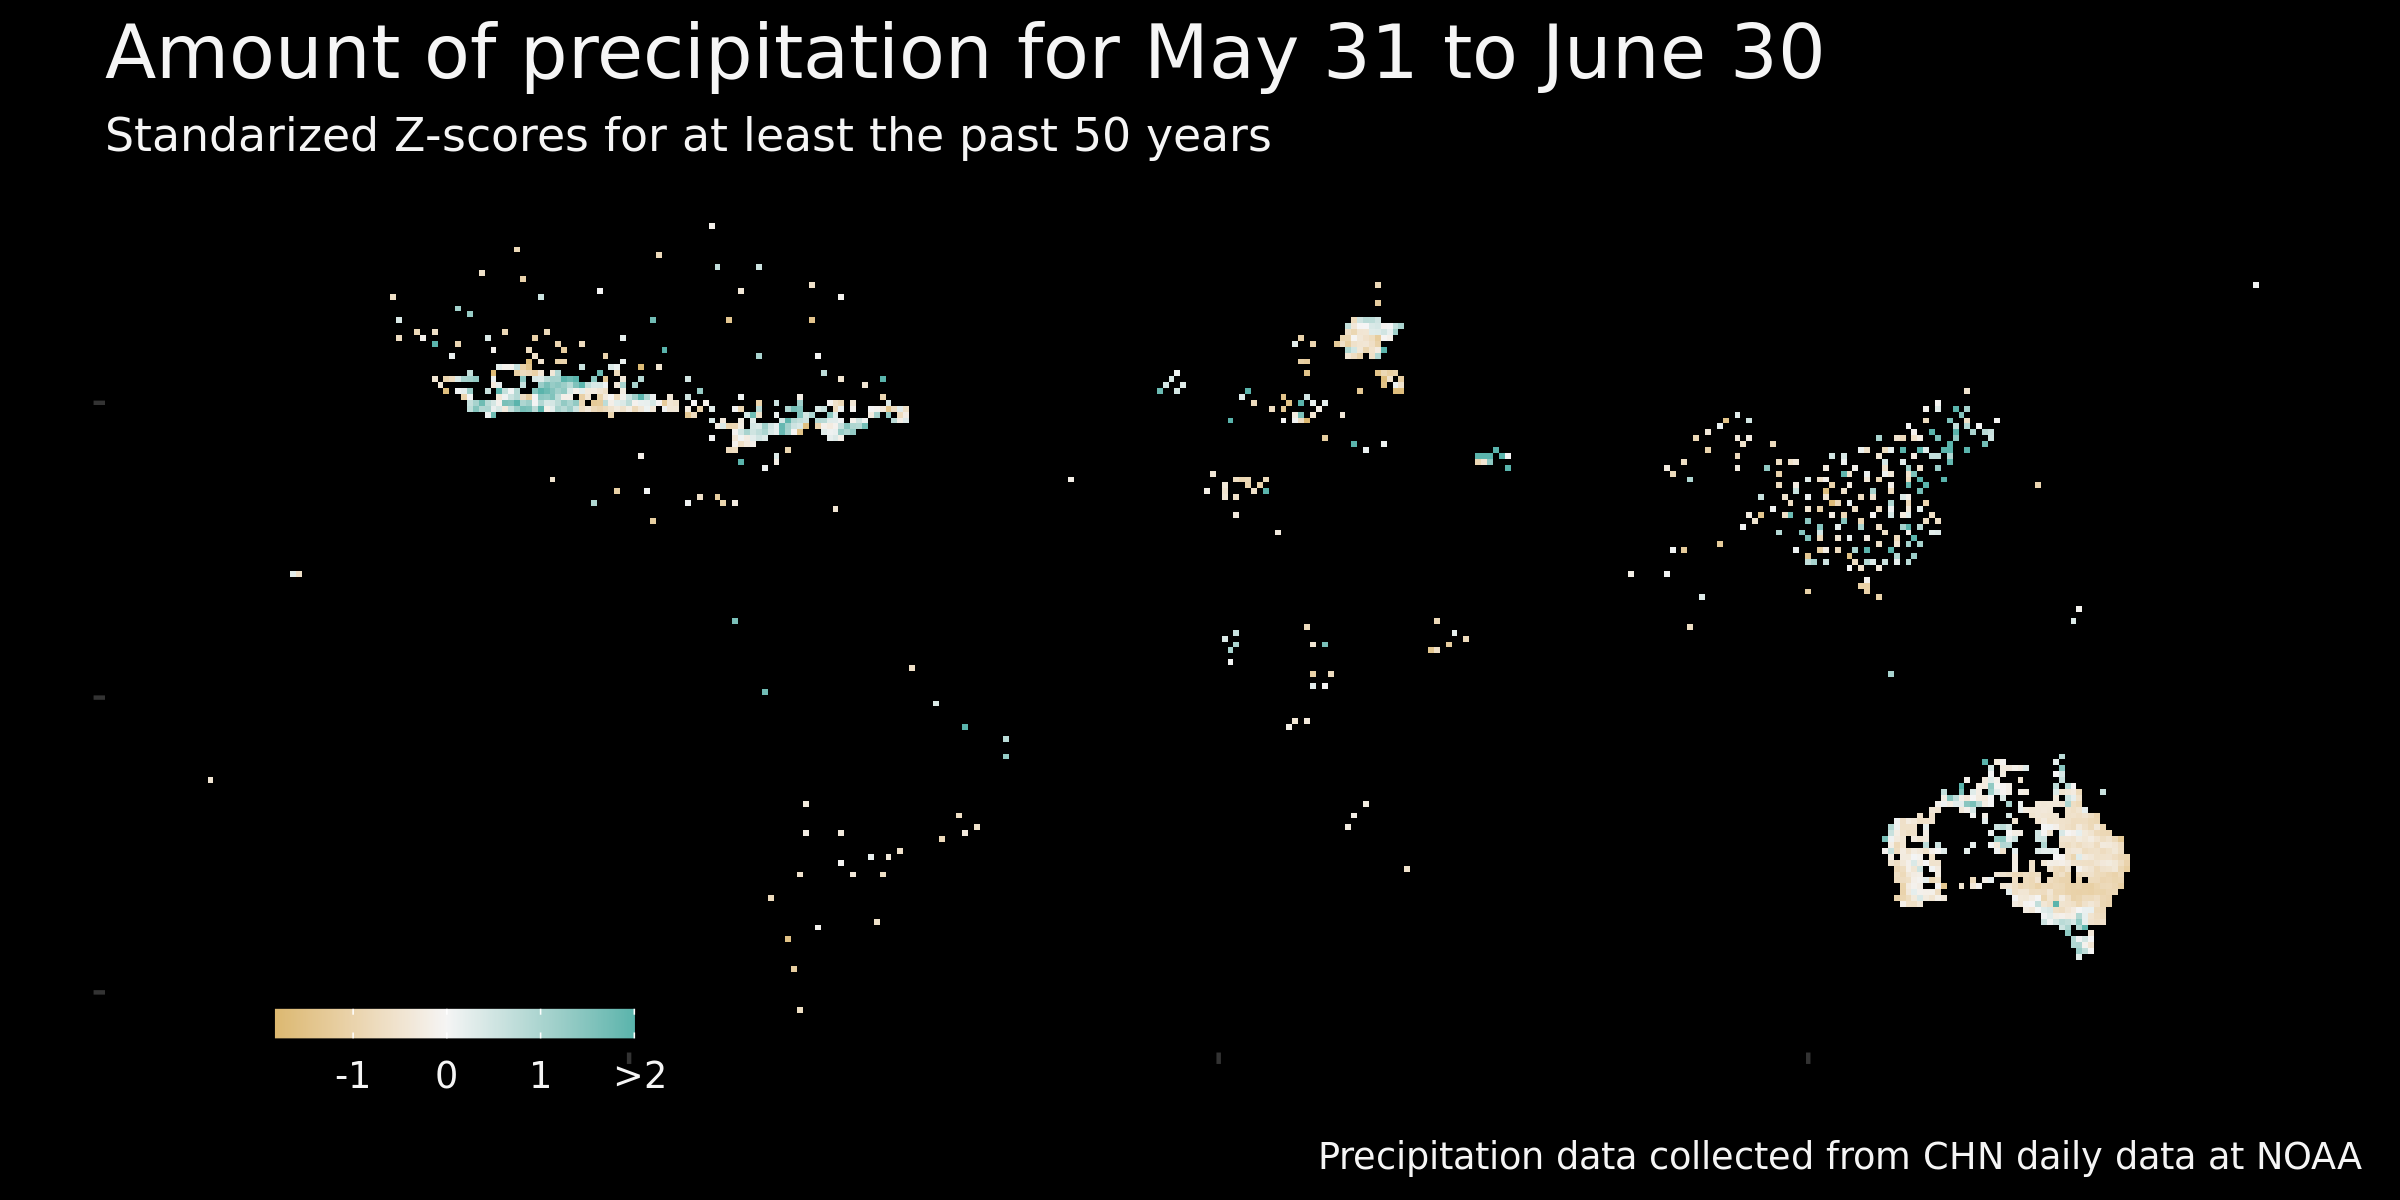 Amount of precipitation for May 31 to June 30
Standarized Z-scores for at least the past 50 years
-1 0 1 >2
Precipitation data collected from CHN daily data at NOAA